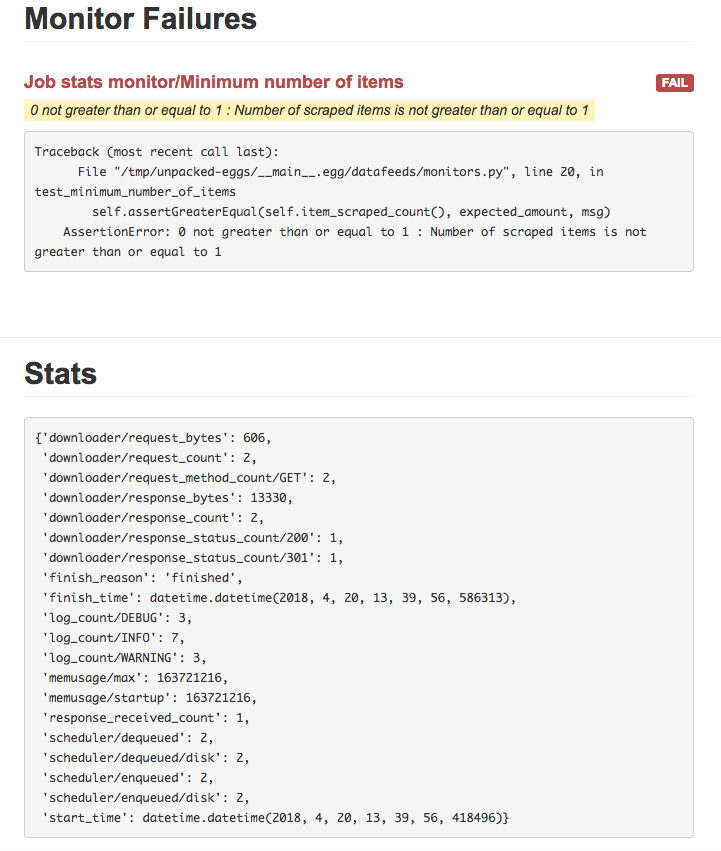 Monitor Failures
Job stats monitor/Minimum number of items
FAIL
0 not greater than or equal to 1 : Number of scraped items is not greater than or equal to 1
Traceback (most recent call last):
File "/tmp/unpacked-eggs/__main__.egg/datafeeds/monitors.py", line 20, in
test_minimum_number_of_items
self.assertGreaterEqual(self.item_scraped_count(), expected_amount, msg)
AssertionError: 0 not greater than or equal to 1 : Number of scraped items is not
greater than or equal to 1
Stats
{'downloader/request_bytes': 606,
'downloader/request_count': 2,
'downloader/request_method_count/GET': 2,
'downloader/response_bytes': 13330,
'downloader/response_count': 2,
'downloader/response_status_count/200': 1,
'downloader/response_status_count/301': 1,
'finish_reason': 'finished',
'finish_time': datetime.datetime(2018, 4, 20, 13, 39, 56, 586313),
'log_count/DEBUG': 3,
'log_count/INFO': 7,
'log_count/WARNING': 3,
'memusage/max': 163721216,
'memusage/startup': 163721216,
'response_received_count': 1,
'scheduler/dequeued': 2,
'scheduler/dequeued/disk': 2,
'scheduler/enqueued': 2,
'scheduler/enqueued/disk': 2,
'start_time': datetime.datetime(2018, 4, 20, 13, 39, 56, 418496)}